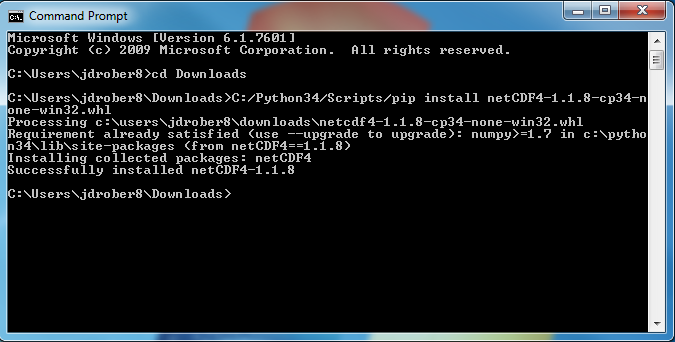 Command Prompt
Microsoft Windows [Version 6.1.7601]
Copyright (c) 2009 Microsoft Corporation.  All rights reserved.
C:\Users\jdrober8>cd Downloads
C:\Users\jdrober8\Downloads>C:/Python34/Scripts/pip install netCDF4-1.1.8-cp34-n
one-win32.whl
Processing c:\users\jdrober8\downloads\netcdf4-1.1.8-cp34-none-win32.whl
Requirement already satisfied (use --upgrade to upgrade): numpy>=1.7 in c:\pytho
n34\lib\site-packages (from netCDF4==1.1.8)
Installing collected packages: netCDF4
Successfully installed netCDF4-1.1.8
C:\Users\jdrober8\Downloads>